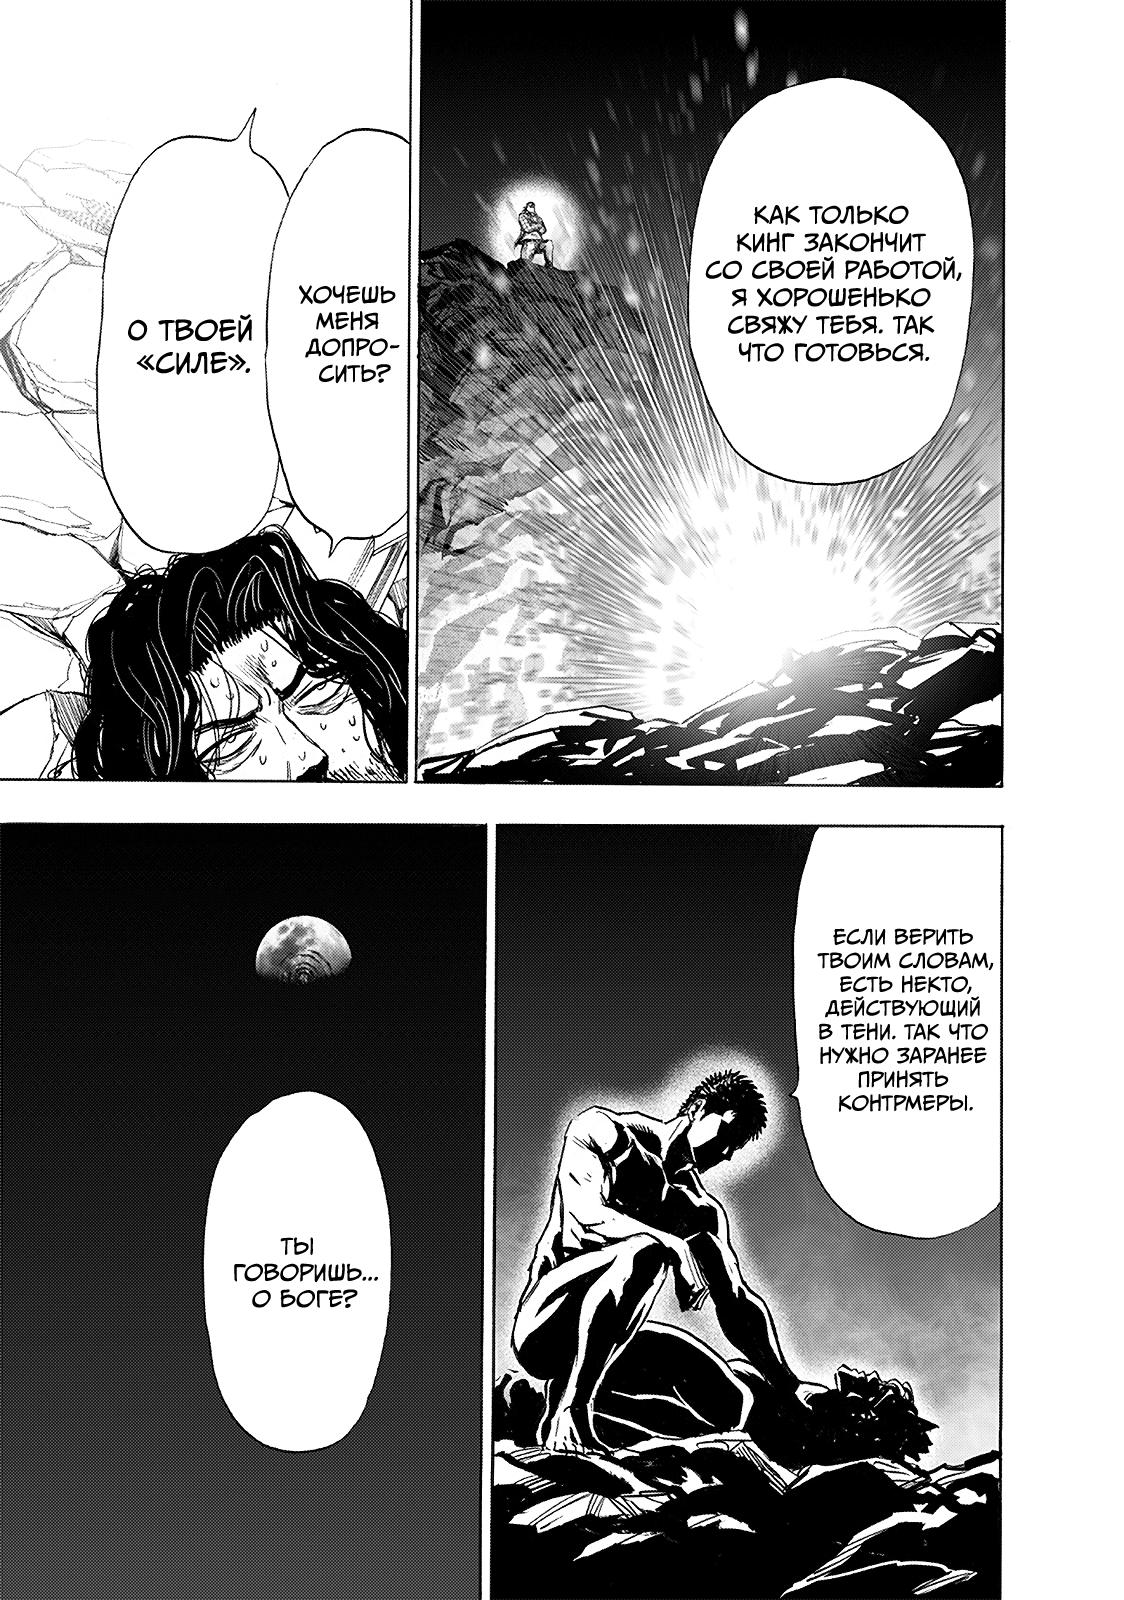 КАК ТОЛЬКО
КИНГ ЗАКОНЧИТ
СО СВОЕЙ РАБОТОЙ,
Я ХОРОШЕНЬКО
СВЯЖУ ТЕБЯ. ТАК
ЧТО ГОТОВЬСЯ.
ХОЧЕШЬ
МЕНЯ
ДОПРО-
СИТЬ?
О ТВОЕЙ
«СИЛЕ».
ЕСЛИ ВЕРИТЬ
ТВОИМ СЛОВАМ,
ЕСТЬ НЕКТО,
ДЕЙСТВУЮЩИЙ
В ТЕНИ. ТАК ЧТО
НУЖНО ЗАРАНЕЕ
ПРИНЯТЬ
КОНТРМЕРЫ.
ТЫ
ГОВОРИШЬ...
О БОГЕ?